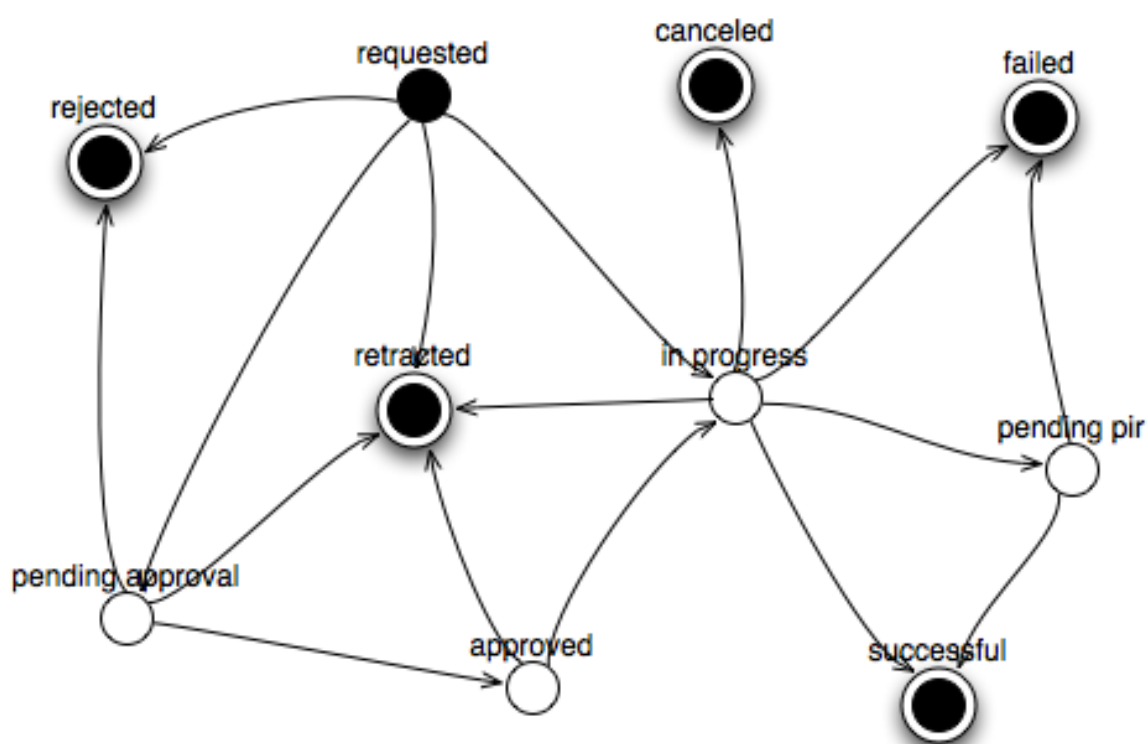 canceled
requested
failed
rejected
retracted
in progress
pending pir
pending approval
approved
successful